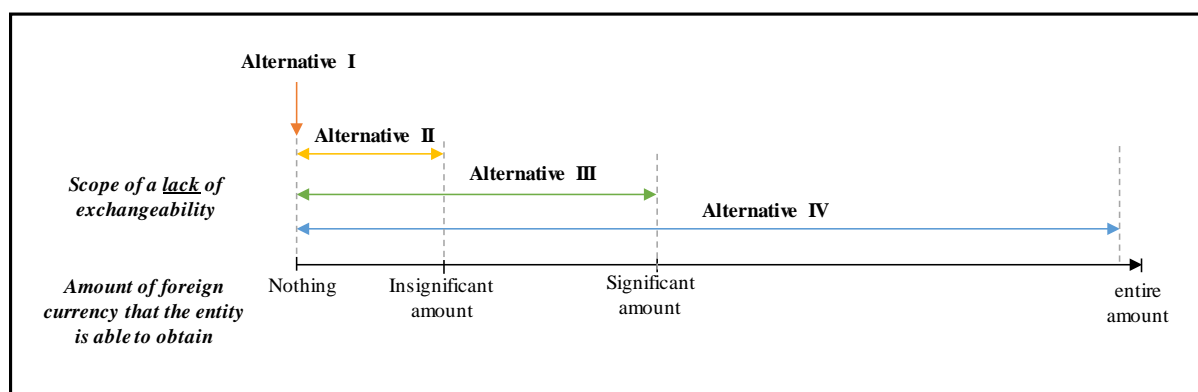 Alternative I
Alternative II
Alternative III
Scope of a lack of
exchangeability
Alternative IV
Amount of foreign
currency that the entity
is able to obtain
Nothing
Insignificant
amount
Significant
amount
entire
amount